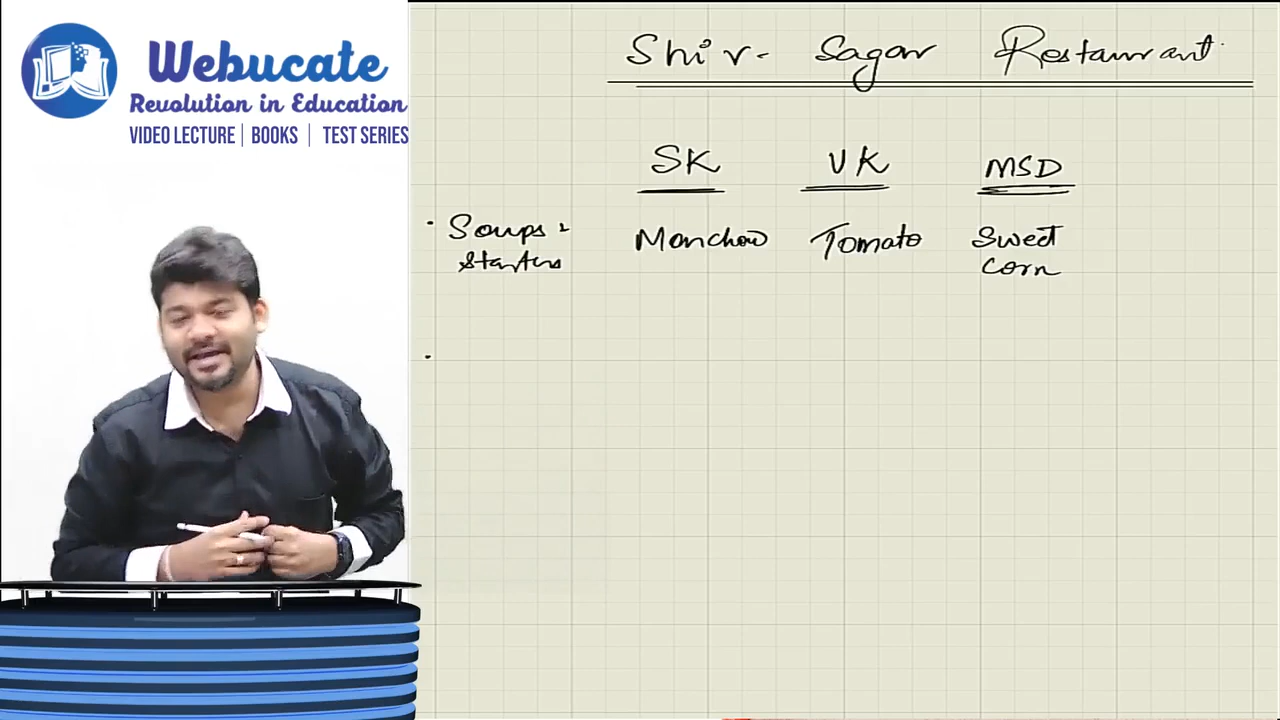 Webucate
Revolution in Education
VIDEO LECTURE | BOOKS | TEST SERIES
Shiv-Sagar Restaurant
SK VK MSD
• Soups & Manchow Tomato Sweet
Starters corn
•